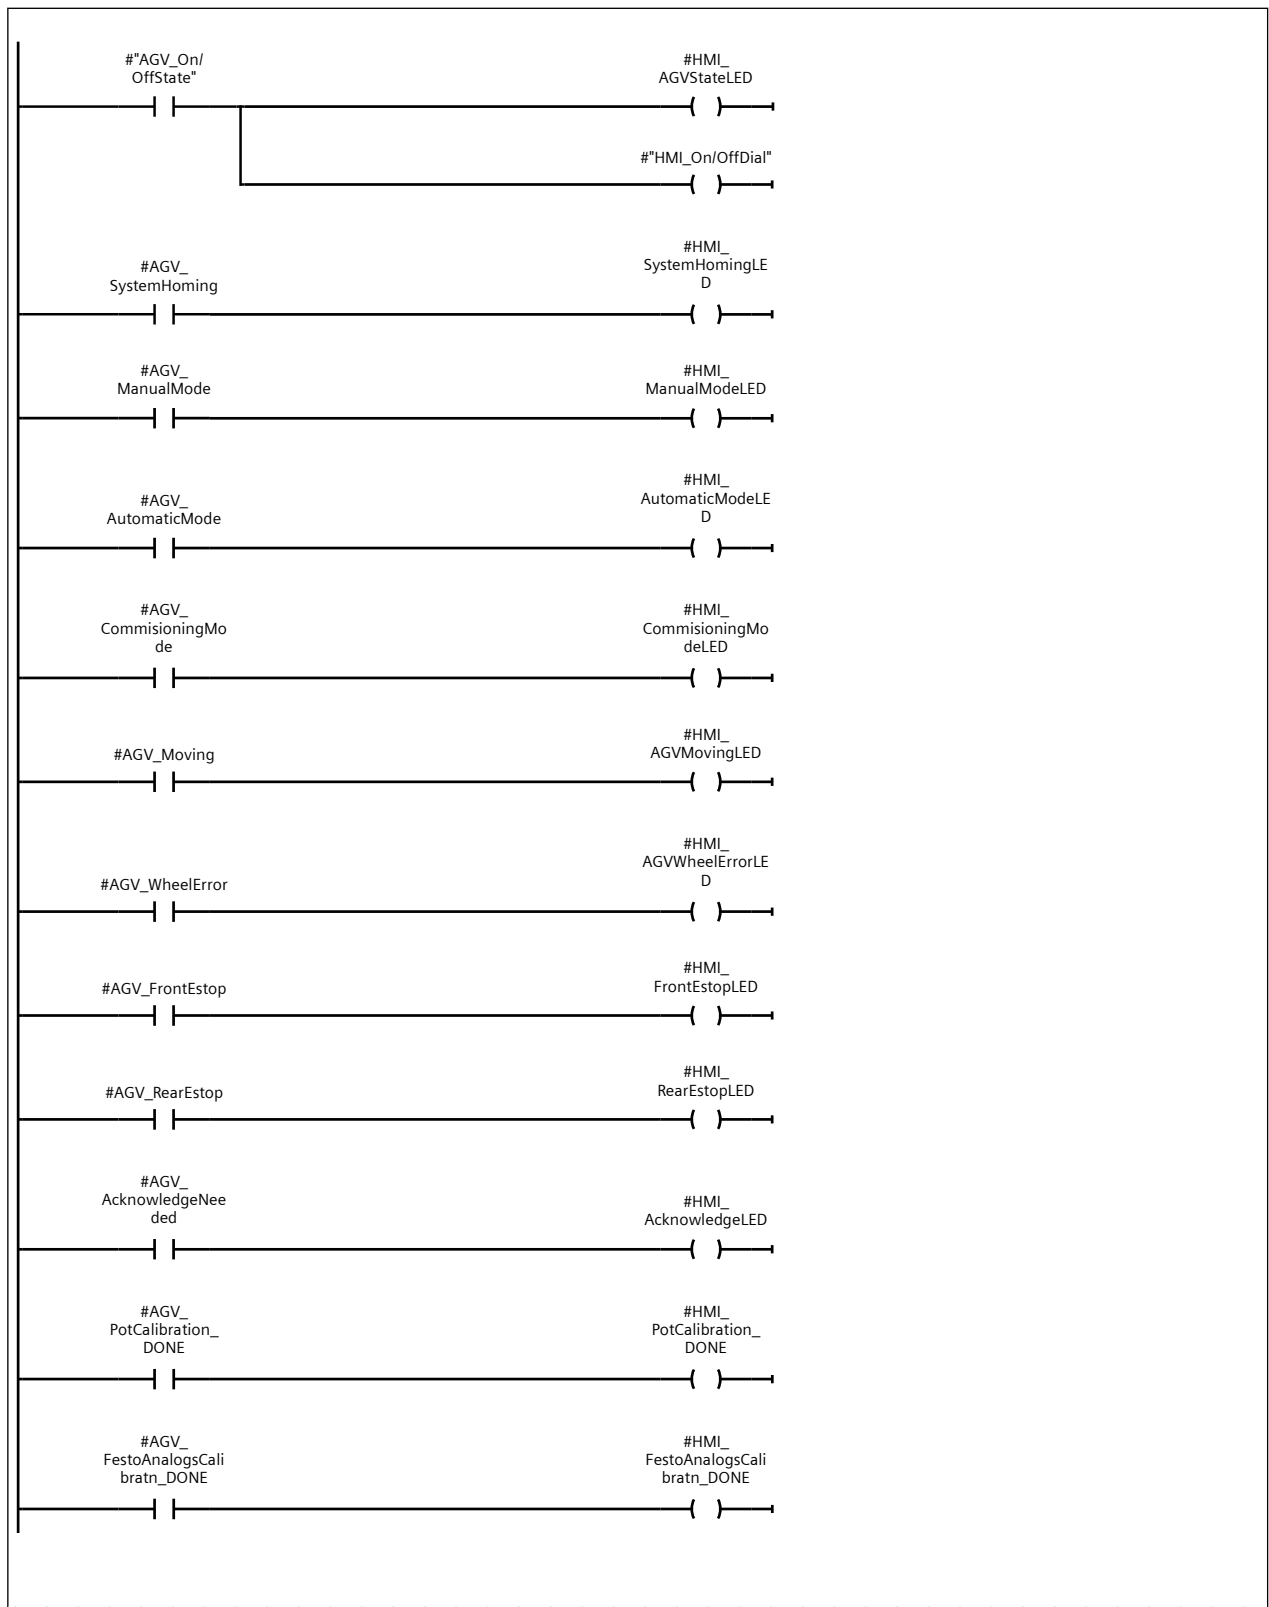 #"AGV_On/
OffState"
#HMI_
AGVStateLED
#"HMI_On/OffDial"
#AGV_
SystemHoming
#HMI_
SystemHomingLE
D
#AGV_
ManualMode
#HMI_
ManualModeLED
#AGV_
AutomaticMode
#HMI_
AutomaticModeLE
D
#AGV_
CommisioningMo
de
#HMI_
CommisioningMo
deLED
#AGV_Moving
#HMI_
AGVMovingLED
#AGV_WheelError
#HMI_
AGVWheelErrorLE
D
#AGV_FrontEstop
#HMI_
FrontEstopLED
#AGV_RearEstop
#HMI_
RearEstopLED
#AGV_
AcknowledgeNee
ded
#HMI_
AcknowledgeLED
#AGV_
PotCalibration_
DONE
#HMI_
PotCalibration_
DONE
#AGV_
FestoAnalogsCali
bratn_DONE
#HMI_
FestoAnalogsCali
bratn_DONE